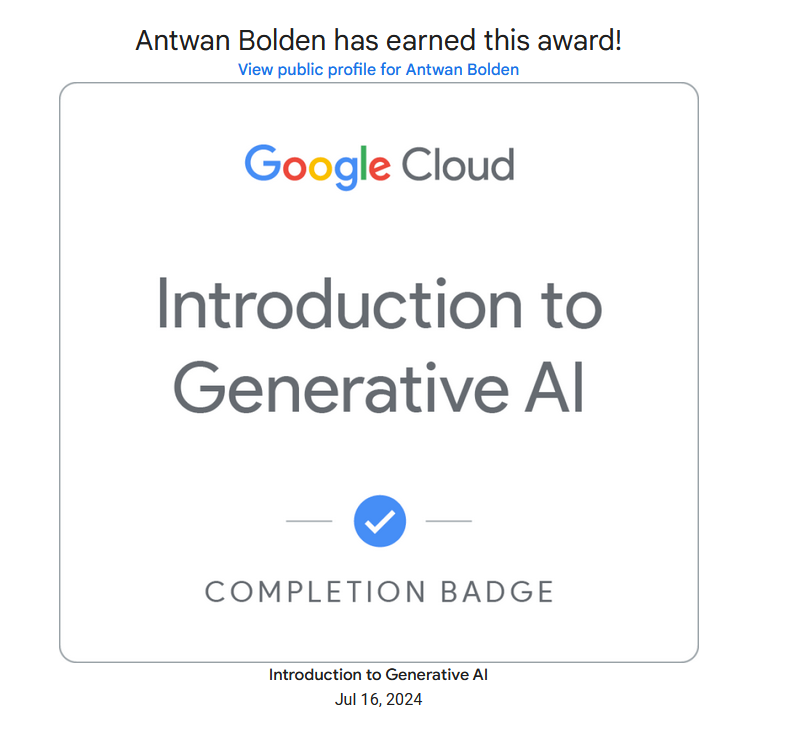 Antwan Bolden has earned this award!
View public profile for Antwan Bolden
Google Cloud
Introduction to
Generative AI
COMPLETION BADGE
Introduction to Generative AI
Jul 16, 2024